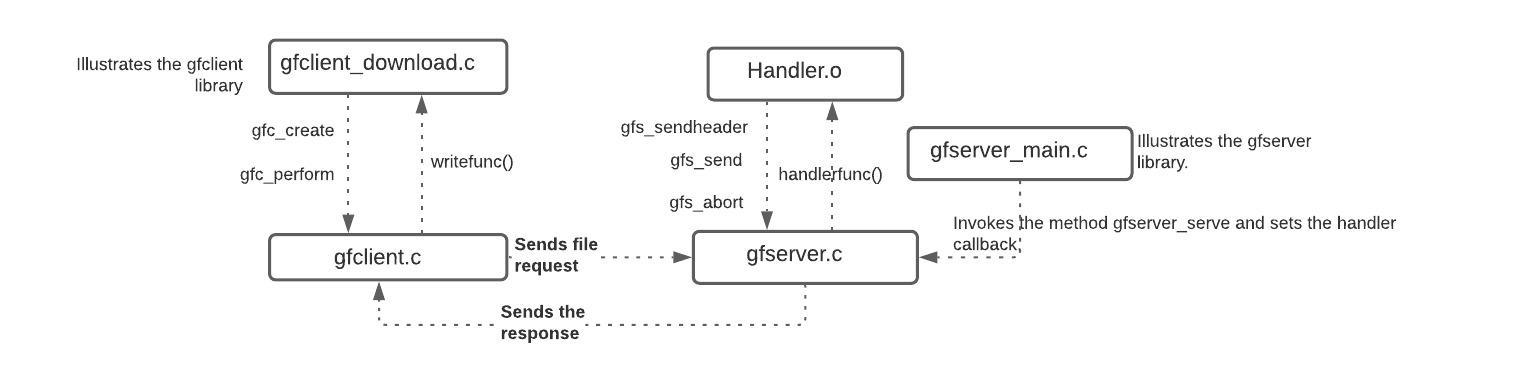 Illustrates the gfclient
library
gfclient_download.c
Handler.o
gfc_create
gfc_perform
writefunc()
gfs_sendheader
gfs_send
gfs_abort
handlerfunc()
gfserver_main.c
Illustrates the gfserver
library.
Invokes the method gfserver_serve and sets the handler
callback
gfclient.c
Sends file
request
gfserver.c
Sends the
response